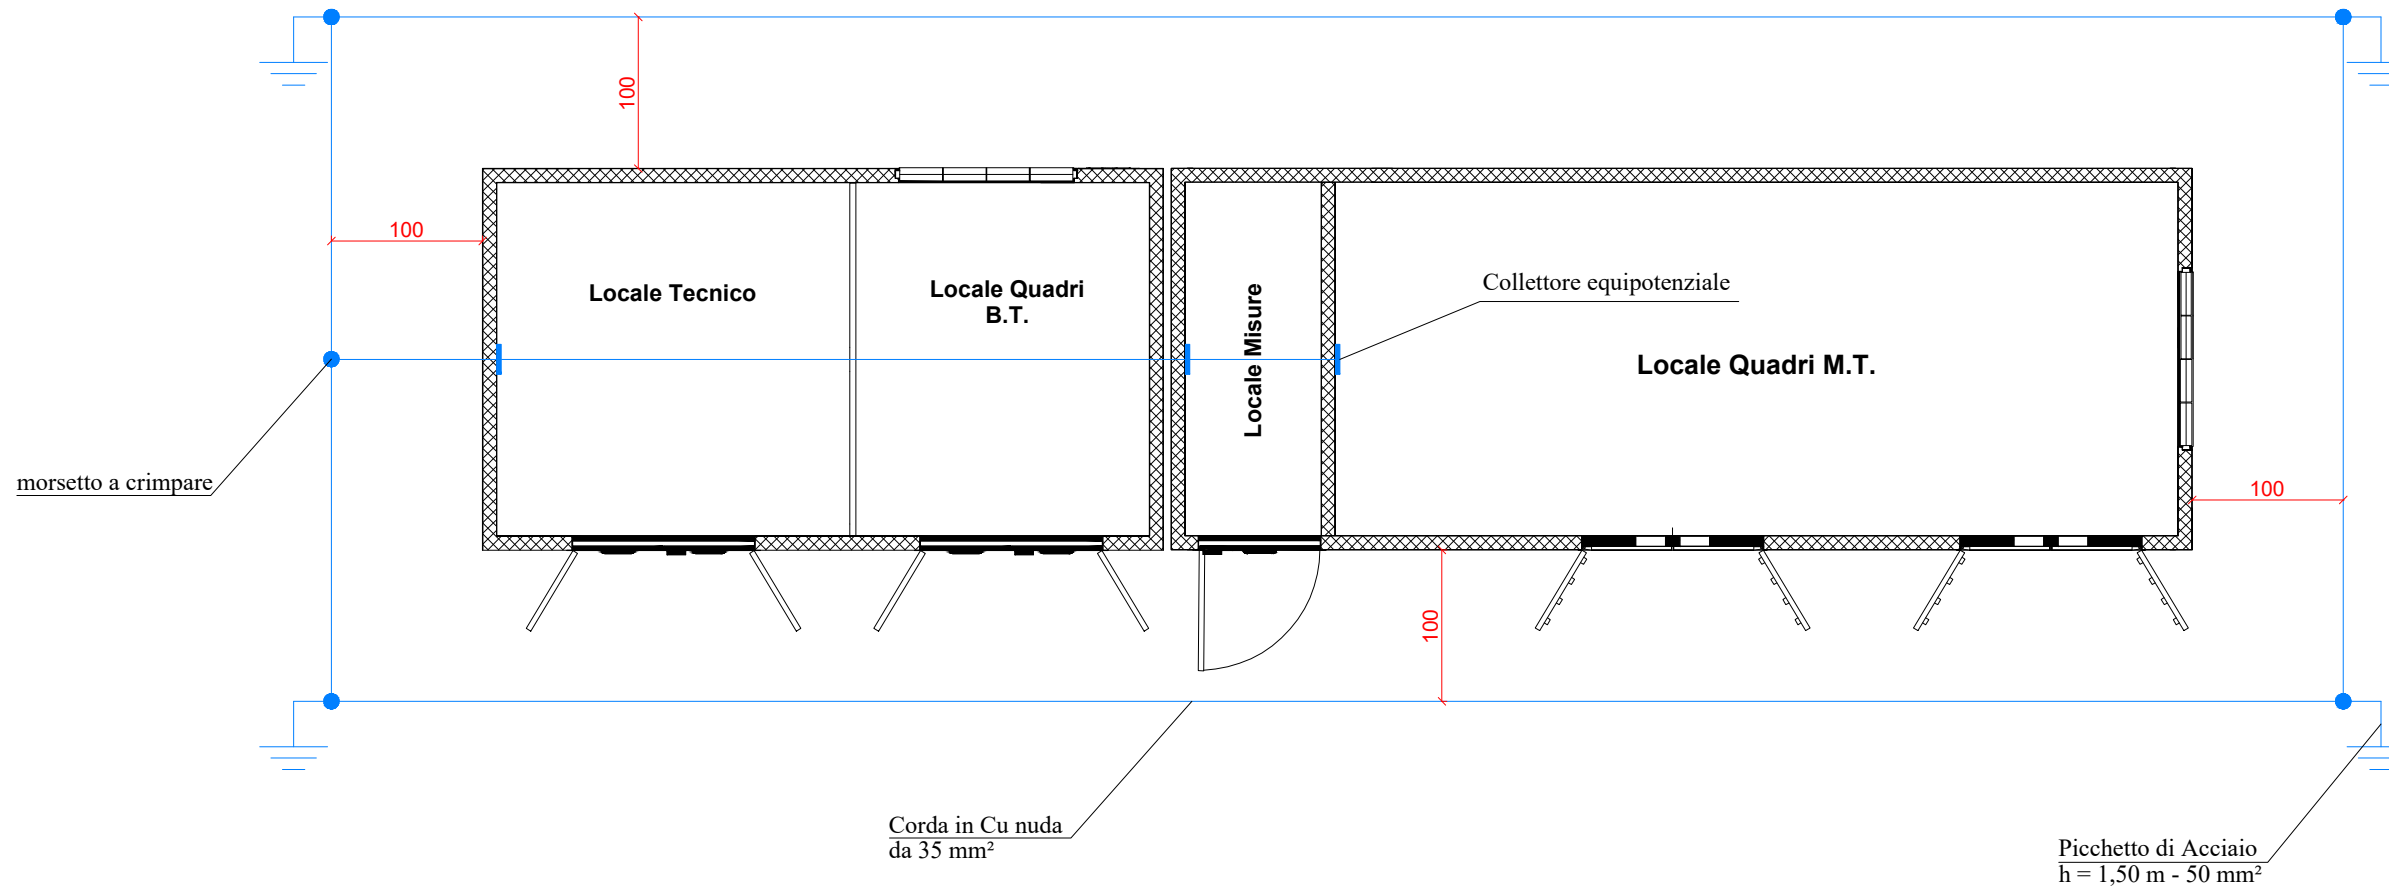 100
100
Locale Tecnico
Locale Quadri
B.T.
Locale Misure
Collettore equipotenziale
Locale Quadri M.T.
morsetto a crimpare
100
100
Corda in Cu nuda
da 35 mm²
Picchetto di Acciaio
h = 1,50 m - 50 mm²